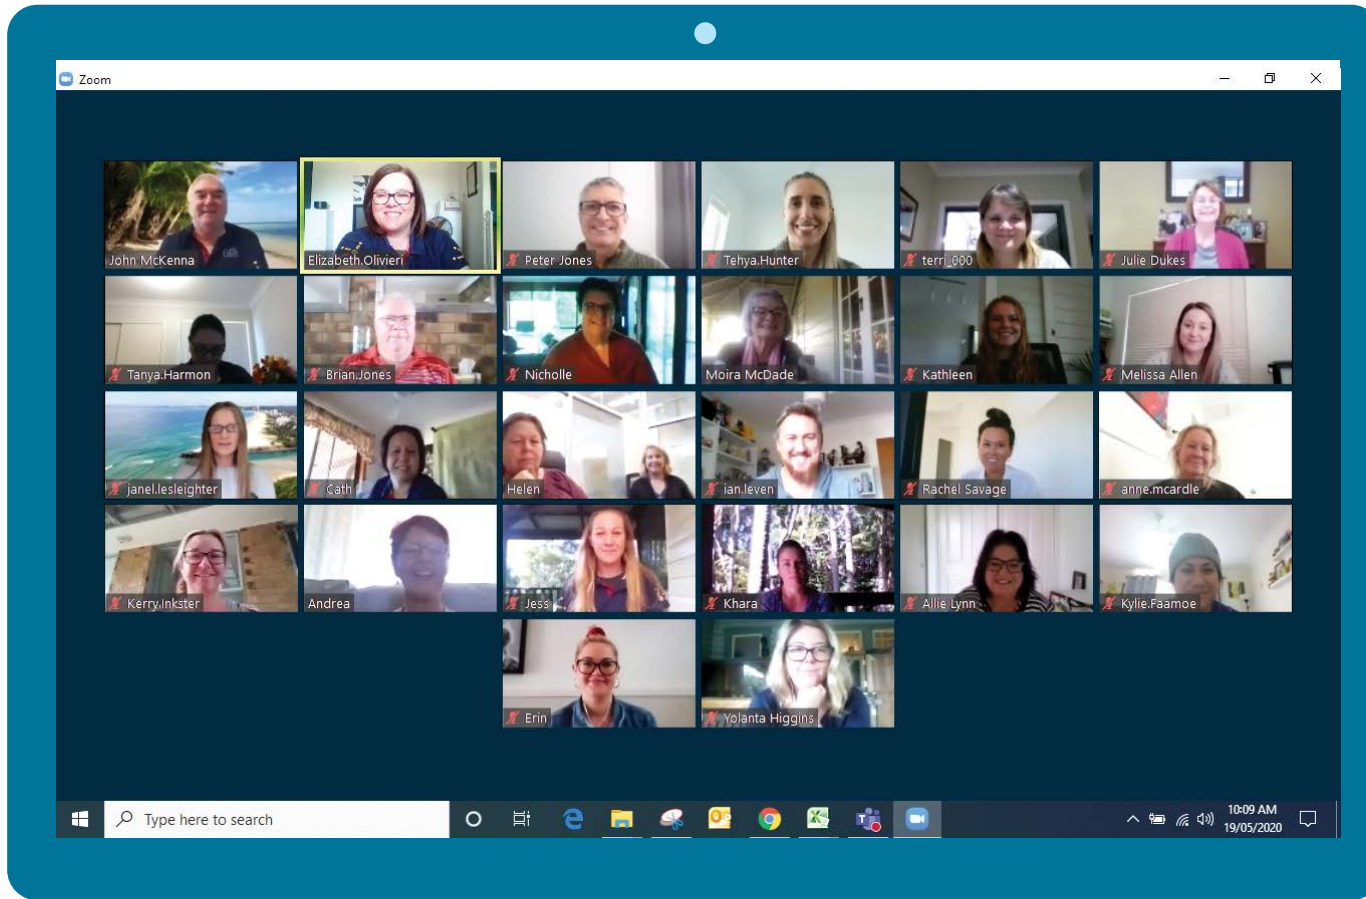 Zoom
John McKenna
Elizabeth.Olivieri
Peter Jones
Tehya.Hunter
terri_000
Julie Dukes
Tanya.Harmon
Brian.Jones
Nicholle
Moira McDade
Kathleen
Melissa Allen
janel.lesleighter
Cath
Helen
ian.leven
Rachel Savage
anne.mcardle
Kerry.Inkster
Andrea
Jess
Khara
Allie Lynn
Kylie.Faamoe
Erin
Yolanta Higgins
Type here to search
10:09 AM
19/05/2020